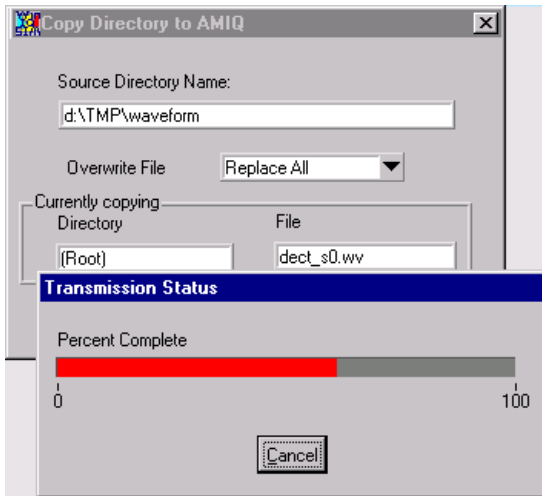 Copy Directory to AMIQ
Source Directory Name:
d:\TMP\waveform
Overwrite File Replace All
Currently copying
Directory File
(Root) dect_s0.wv
Transmission Status
Percent Complete
0 100
Cancel